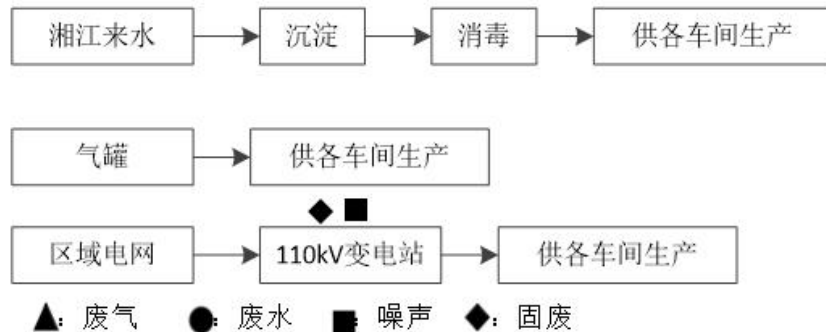 湘江来水 沉淀 消毒 供各车间生产
气罐 供各车间生产
区域电网 110kV变电站 供各车间生产
▲: 废气 ●: 废水 ■: 噪声 ◆: 固废